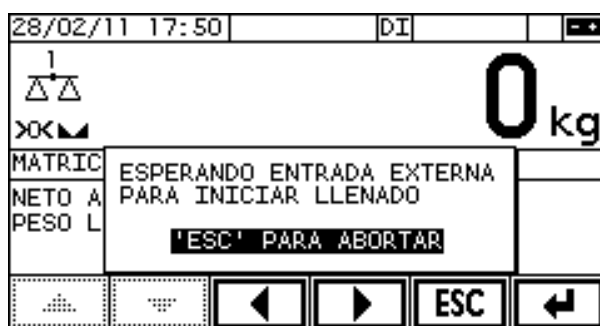 28/02/11 17:50 DI
1
0 kg
>0<
MATRIC
ESPERANDO ENTRADA EXTERNA
NETO A PARA INICIAR LLENADO
PESO L
'ESC' PARA ABORTAR
ESC